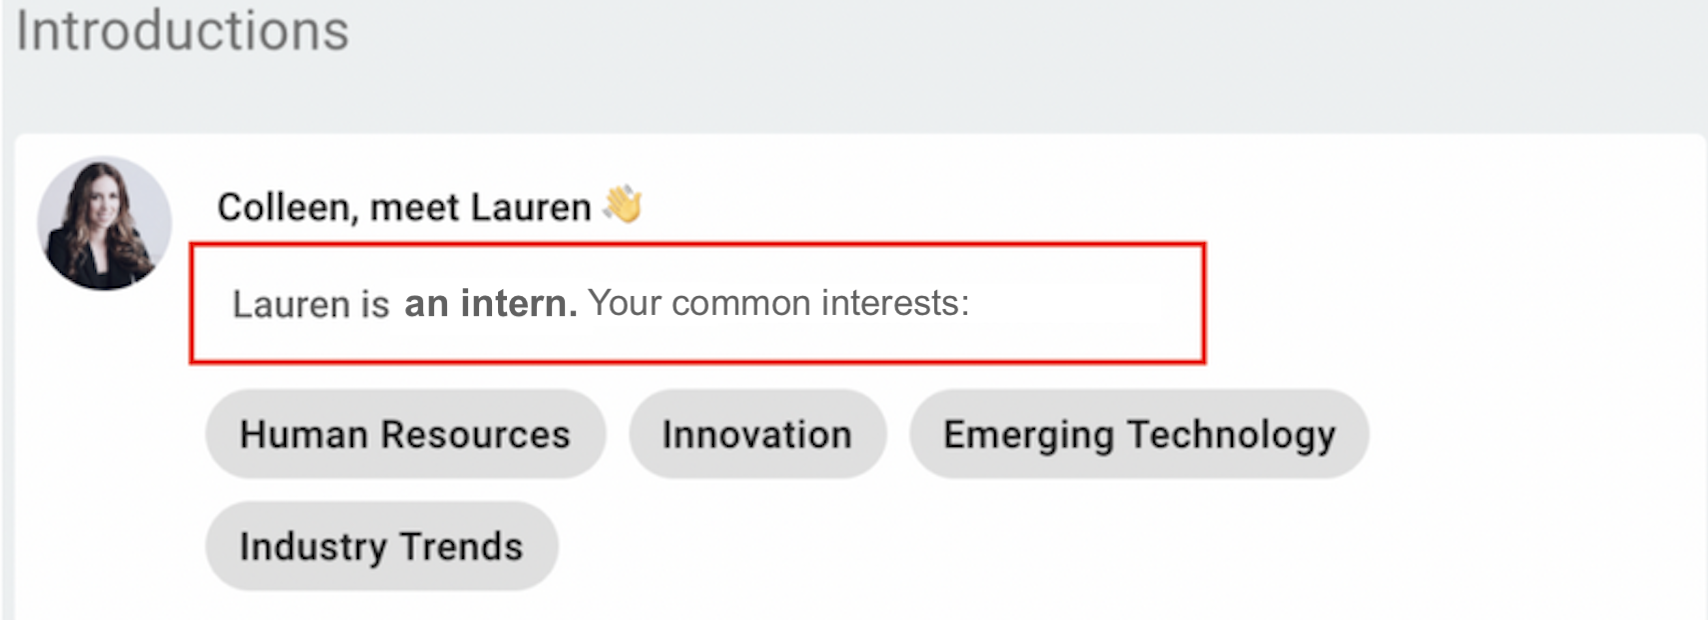 Introductions
Colleen, meet Lauren 👋
Lauren is an intern. Your common interests:
Human Resources
Innovation
Emerging Technology
Industry Trends